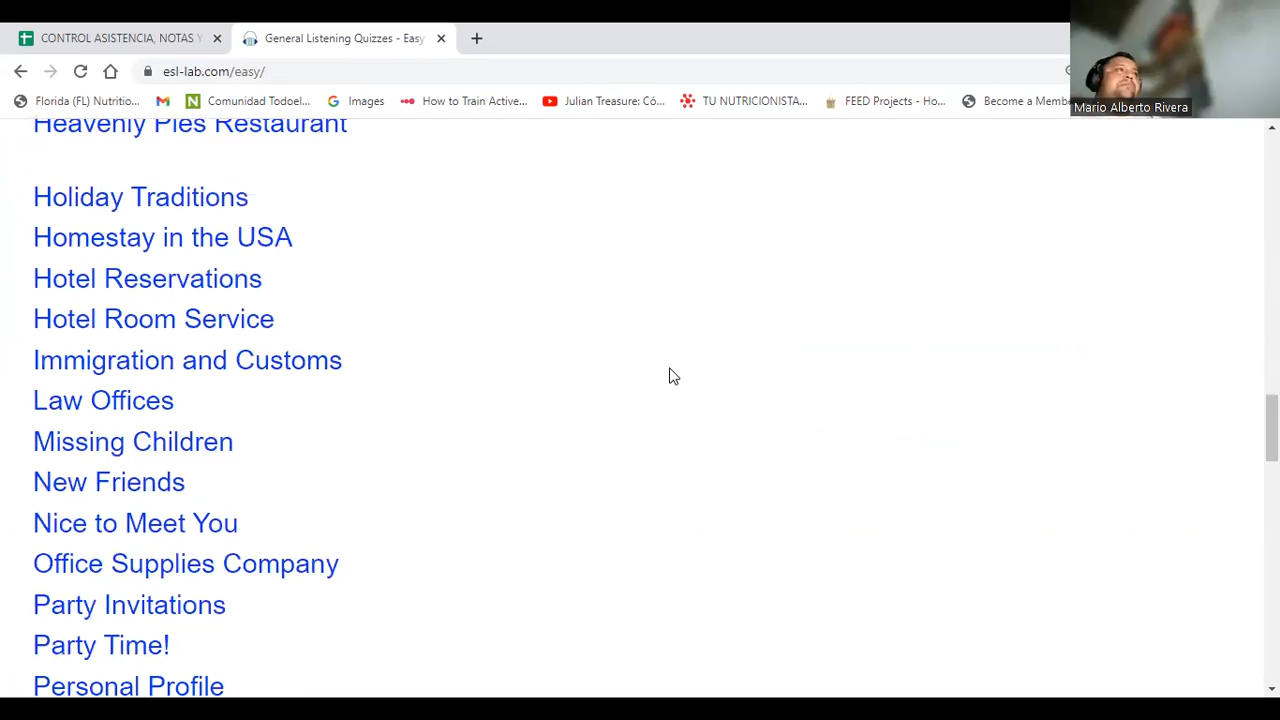 CONTROL ASISTENCIA, NOTAS Y
General Listening Quizzes - Easy
esl-lab.com/easy/
Florida (FL) Nutritio...
Comunidad Todoel...
Images
How to Train Active...
Julian Treasure: Có...
TU NUTRICIONISTA...
FEED Projects - Ho...
Become a Membe
Mario Alberto Rivera
Heavenly Pies Restaurant
Holiday Traditions
Homestay in the USA
Hotel Reservations
Hotel Room Service
Immigration and Customs
Law Offices
Missing Children
New Friends
Nice to Meet You
Office Supplies Company
Party Invitations
Party Time!
Personal Profile